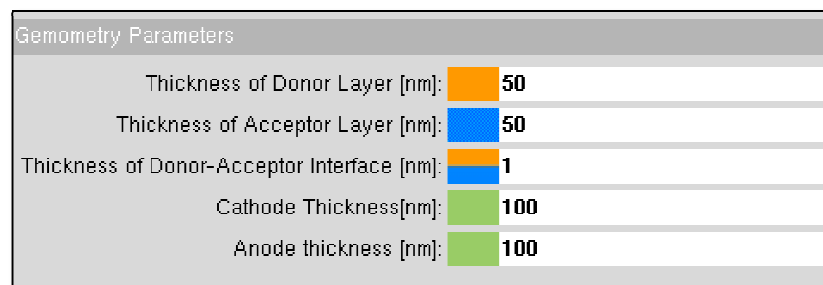 Gemometry Parameters
Thickness of Donor Layer [nm]: 50
Thickness of Acceptor Layer [nm]: 50
Thickness of Donor-Acceptor Interface [nm]: 1
Cathode Thickness[nm]: 100
Anode thickness [nm]: 100